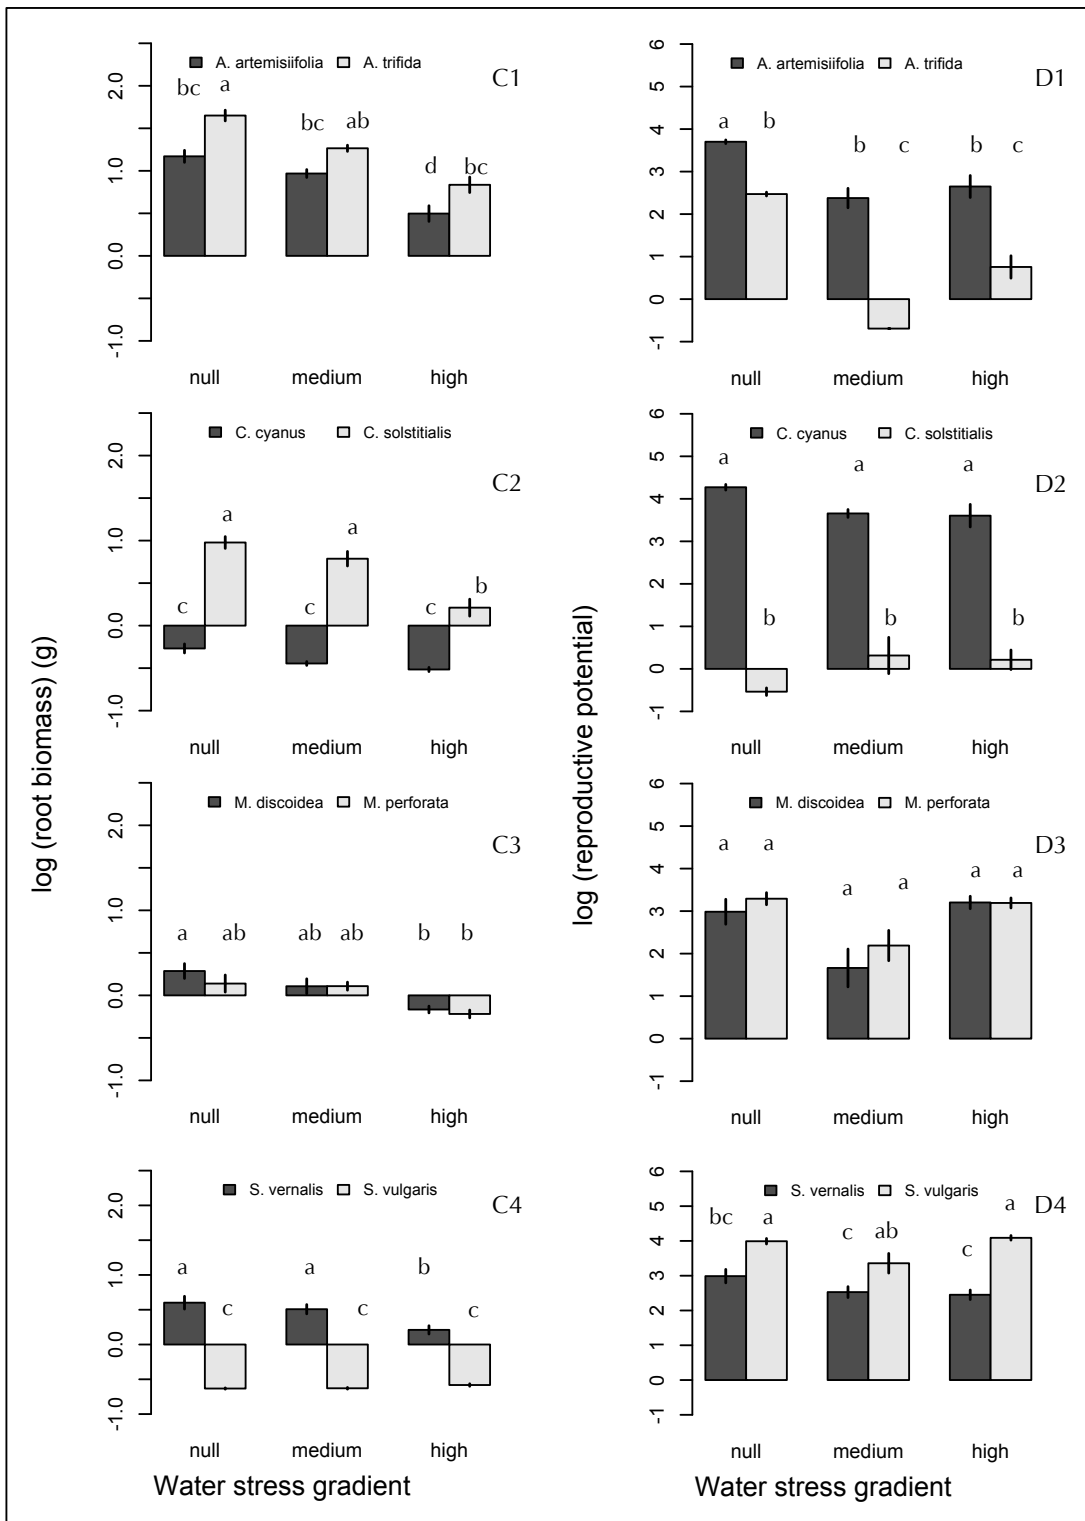 log (root biomass) (g)
A. artemisiifolia A. trifida
C1
2.0
1.0
0.0
-1.0
bc a bc ab d bc
null medium high
C. cyanus C. solstitialis
C2
2.0
1.0
0.0
-1.0
c a c a c b
null medium high
M. discoidea M. perforata
C3
2.0
1.0
0.0
-1.0
a ab ab ab b b
null medium high
S. vernalis S. vulgaris
C4
2.0
1.0
0.0
-1.0
a c a c b c
null medium high
Water stress gradient
log (reproductive potential)
A. artemisiifolia A. trifida
D1
6
5
4
3
2
1
0
-1
a b b c b c
null medium high
C. cyanus C. solstitialis
D2
6
5
4
3
2
1
0
-1
a b a b a b
null medium high
M. discoidea M. perforata
D3
6
5
4
3
2
1
0
-1
a a a a a a
null medium high
S. vernalis S. vulgaris
D4
6
5
4
3
2
1
0
-1
bc a c ab c a
null medium high
Water stress gradient